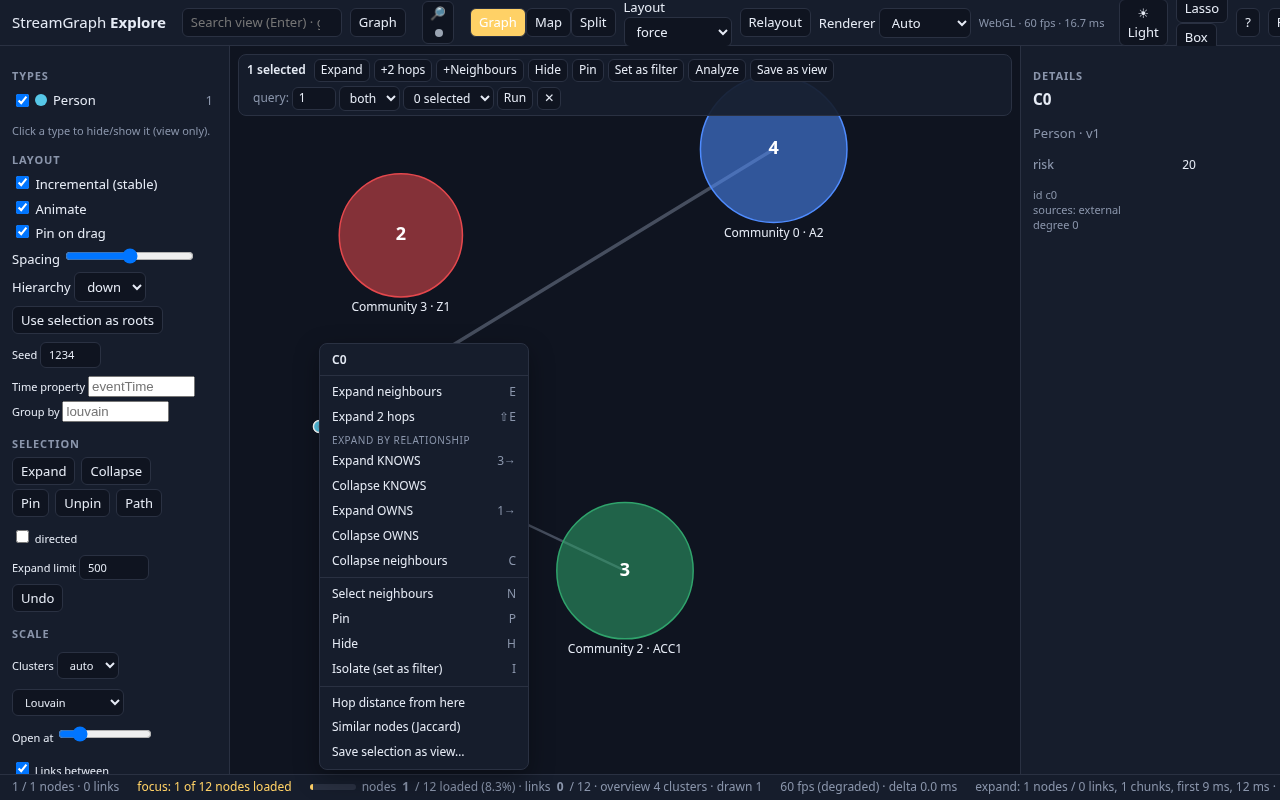 StreamGraph Explore
Search view (Enter) ·
Graph
🔎
Graph Map Split
Layout
force
Relayout
Renderer Auto
WebGL · 60 fps · 16.7 ms
☀
Light
Lasso
Box
?
TYPES
Person 1
Click a type to hide/show it (view only).
LAYOUT
Incremental (stable)
Animate
Pin on drag
Spacing
Hierarchy down
Use selection as roots
Seed 1234
Time property eventTime
Group by louvain
SELECTION
Expand Collapse
Pin Unpin Path
directed
Expand limit 500
Undo
SCALE
Clusters auto
Louvain
Open at
Links between
1 selected Expand +2 hops +Neighbours Hide Pin Set as filter Analyze Save as view
query: 1 both 0 selected Run ✕
4
Community 0 · A2
2
Community 3 · Z1
3
Community 2 · ACC1
C0
Expand neighbours E
Expand 2 hops ⇧E
EXPAND BY RELATIONSHIP
Expand KNOWS 3→
Collapse KNOWS
Expand OWNS 1→
Collapse OWNS
Collapse neighbours C
Select neighbours N
Pin P
Hide H
Isolate (set as filter) I
Hop distance from here
Similar nodes (Jaccard)
Save selection as view…
DETAILS
C0
Person · v1
risk 20
id c0
sources: external
degree 0
1 / 1 nodes · 0 links focus: 1 of 12 nodes loaded nodes 1 / 12 loaded (8.3%) · links 0 / 12 · overview 4 clusters · drawn 1 60 fps (degraded) · delta 0.0 ms expand: 1 nodes / 0 links, 1 chunks, first 9 ms, 12 ms ·